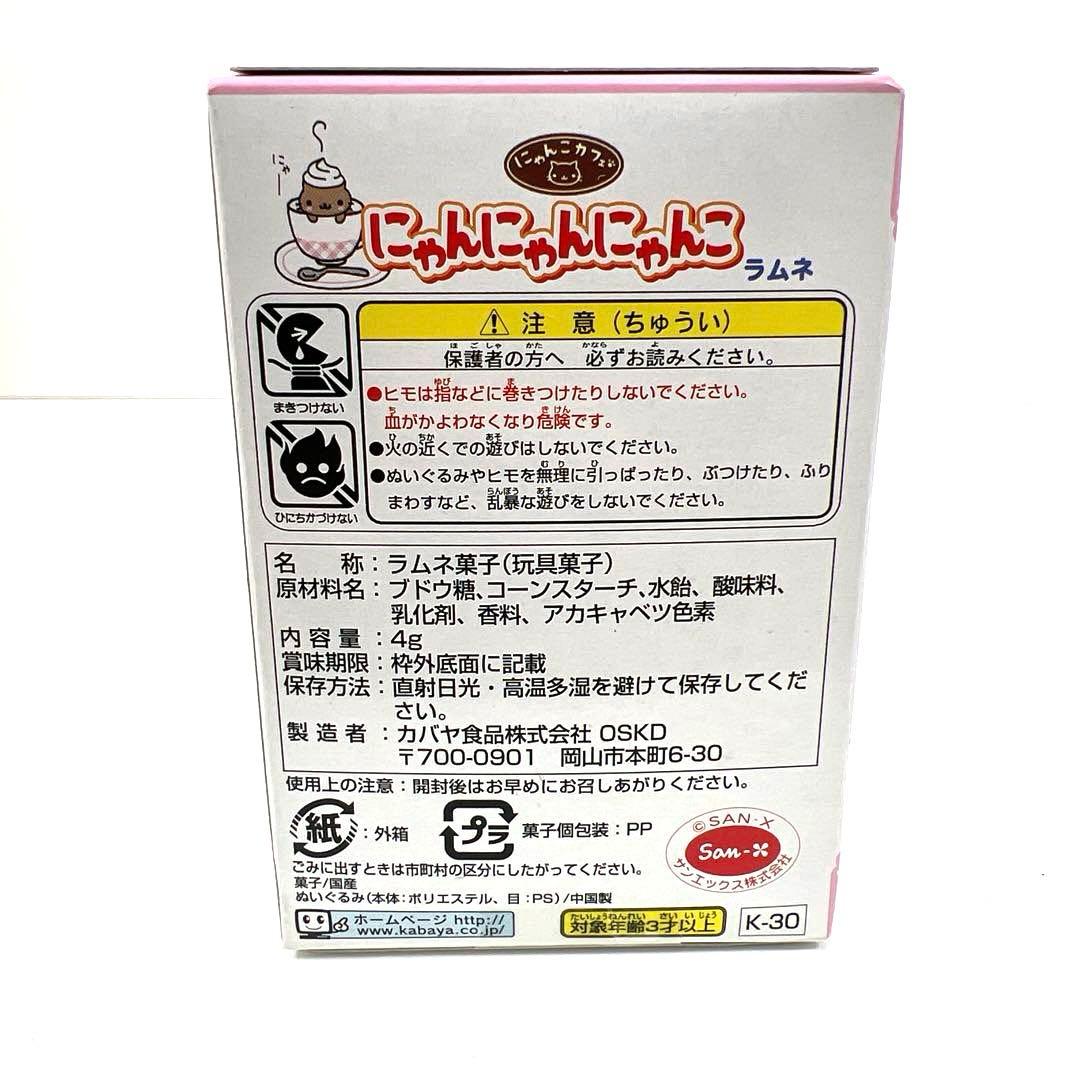 にゃー
にゃんこカフェ
にゃんにゃんにゃんこ
ラムネ
注 意（ちゅうい）
保護者の方へ 必ずお読みください。
●ヒモは指などに巻きつけたりしないでください。
血がかよわなくなり危険です。
●火の近くでの遊びはしないでください。
●ぬいぐるみやヒモを無理に引っぱったり、ぶつけたり、ふり
まわすなど、乱暴な遊びをしないでください。
まきつけない
ひにちかづけない
名 称：ラムネ菓子（玩具菓子）
原材料名：ブドウ糖、コーンスターチ、水飴、酸味料、
乳化剤、香料、アカキャベツ色素
内容量：4g
賞味期限：枠外底面に記載
保存方法：直射日光・高温多湿を避けて保存してくだ
さい。
製造者：カバヤ食品株式会社 OSKD
〒700-0901 岡山市本町6-30
使用上の注意：開封後はお早めにお召しあがりください。
紙：外箱
プラ 菓子個包装：PP
©SAN-X
San-X
サンエックス株式会社
ごみに出すときは市町村の区分にしたがってください。
菓子/国産
ぬいぐるみ（本体：ポリエステル、目：PS）/中国製
ホームページ http://
www.kabaya.co.jp/
対象年齢3才以上
K-30